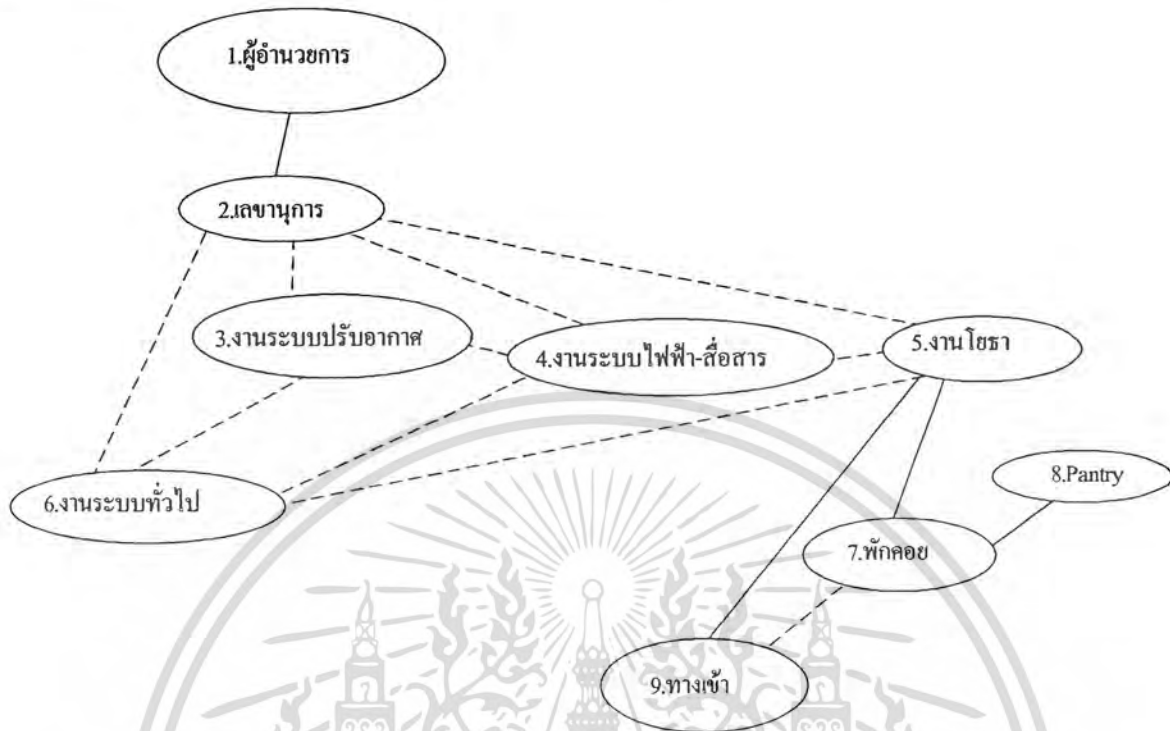 1.ผู้อำนวยการ
2.เลขานุการ
3.งานระบบปรับอากาศ
4.งานระบบไฟฟ้า-สื่อสาร
5.งานโยธา
6.งานระบบทั่วไป
8.Pantry
7.พักคอย
9.ทางเข้า